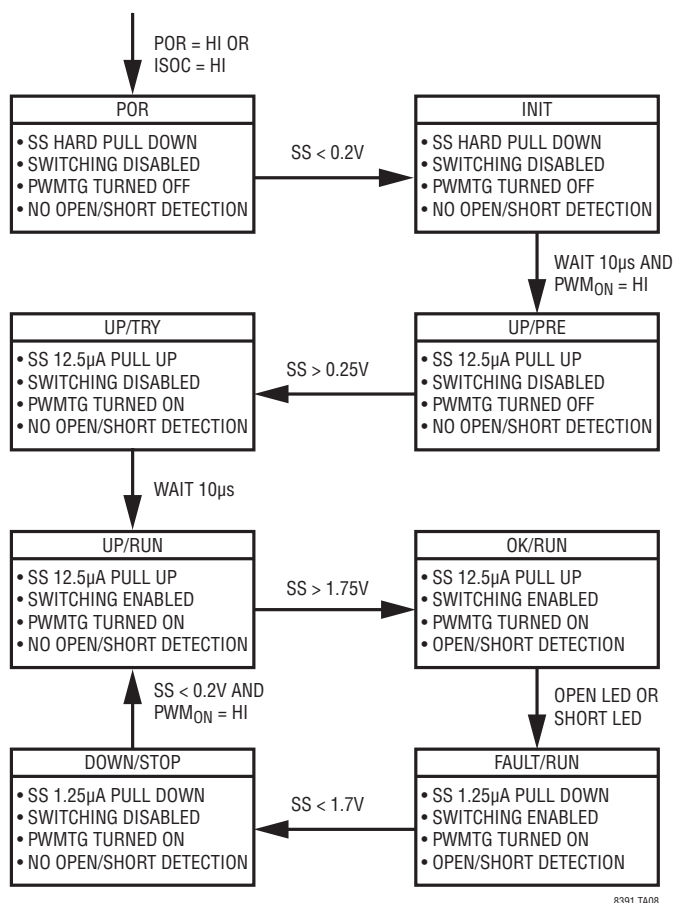 POR = HI OR
ISOC = HI
POR
• SS HARD PULL DOWN
• SWITCHING DISABLED
• PWMTG TURNED OFF
• NO OPEN/SHORT DETECTION
SS < 0.2V
INIT
• SS HARD PULL DOWN
• SWITCHING DISABLED
• PWMTG TURNED OFF
• NO OPEN/SHORT DETECTION
WAIT 10µs AND
PWMON = HI
UP/PRE
• SS 12.5µA PULL UP
• SWITCHING DISABLED
• PWMTG TURNED OFF
• NO OPEN/SHORT DETECTION
SS > 0.25V
UP/TRY
• SS 12.5µA PULL UP
• SWITCHING DISABLED
• PWMTG TURNED ON
• NO OPEN/SHORT DETECTION
WAIT 10µs
UP/RUN
• SS 12.5µA PULL UP
• SWITCHING ENABLED
• PWMTG TURNED ON
• NO OPEN/SHORT DETECTION
SS > 1.75V
OK/RUN
• SS 12.5µA PULL UP
• SWITCHING ENABLED
• PWMTG TURNED ON
• OPEN/SHORT DETECTION
OPEN LED OR
SHORT LED
FAULT/RUN
• SS 1.25µA PULL DOWN
• SWITCHING ENABLED
• PWMTG TURNED ON
• OPEN/SHORT DETECTION
SS < 1.7V
DOWN/STOP
• SS 1.25µA PULL DOWN
• SWITCHING DISABLED
• PWMTG TURNED ON
• NO OPEN/SHORT DETECTION
SS < 0.2V AND
PWMON = HI
8391 TA08